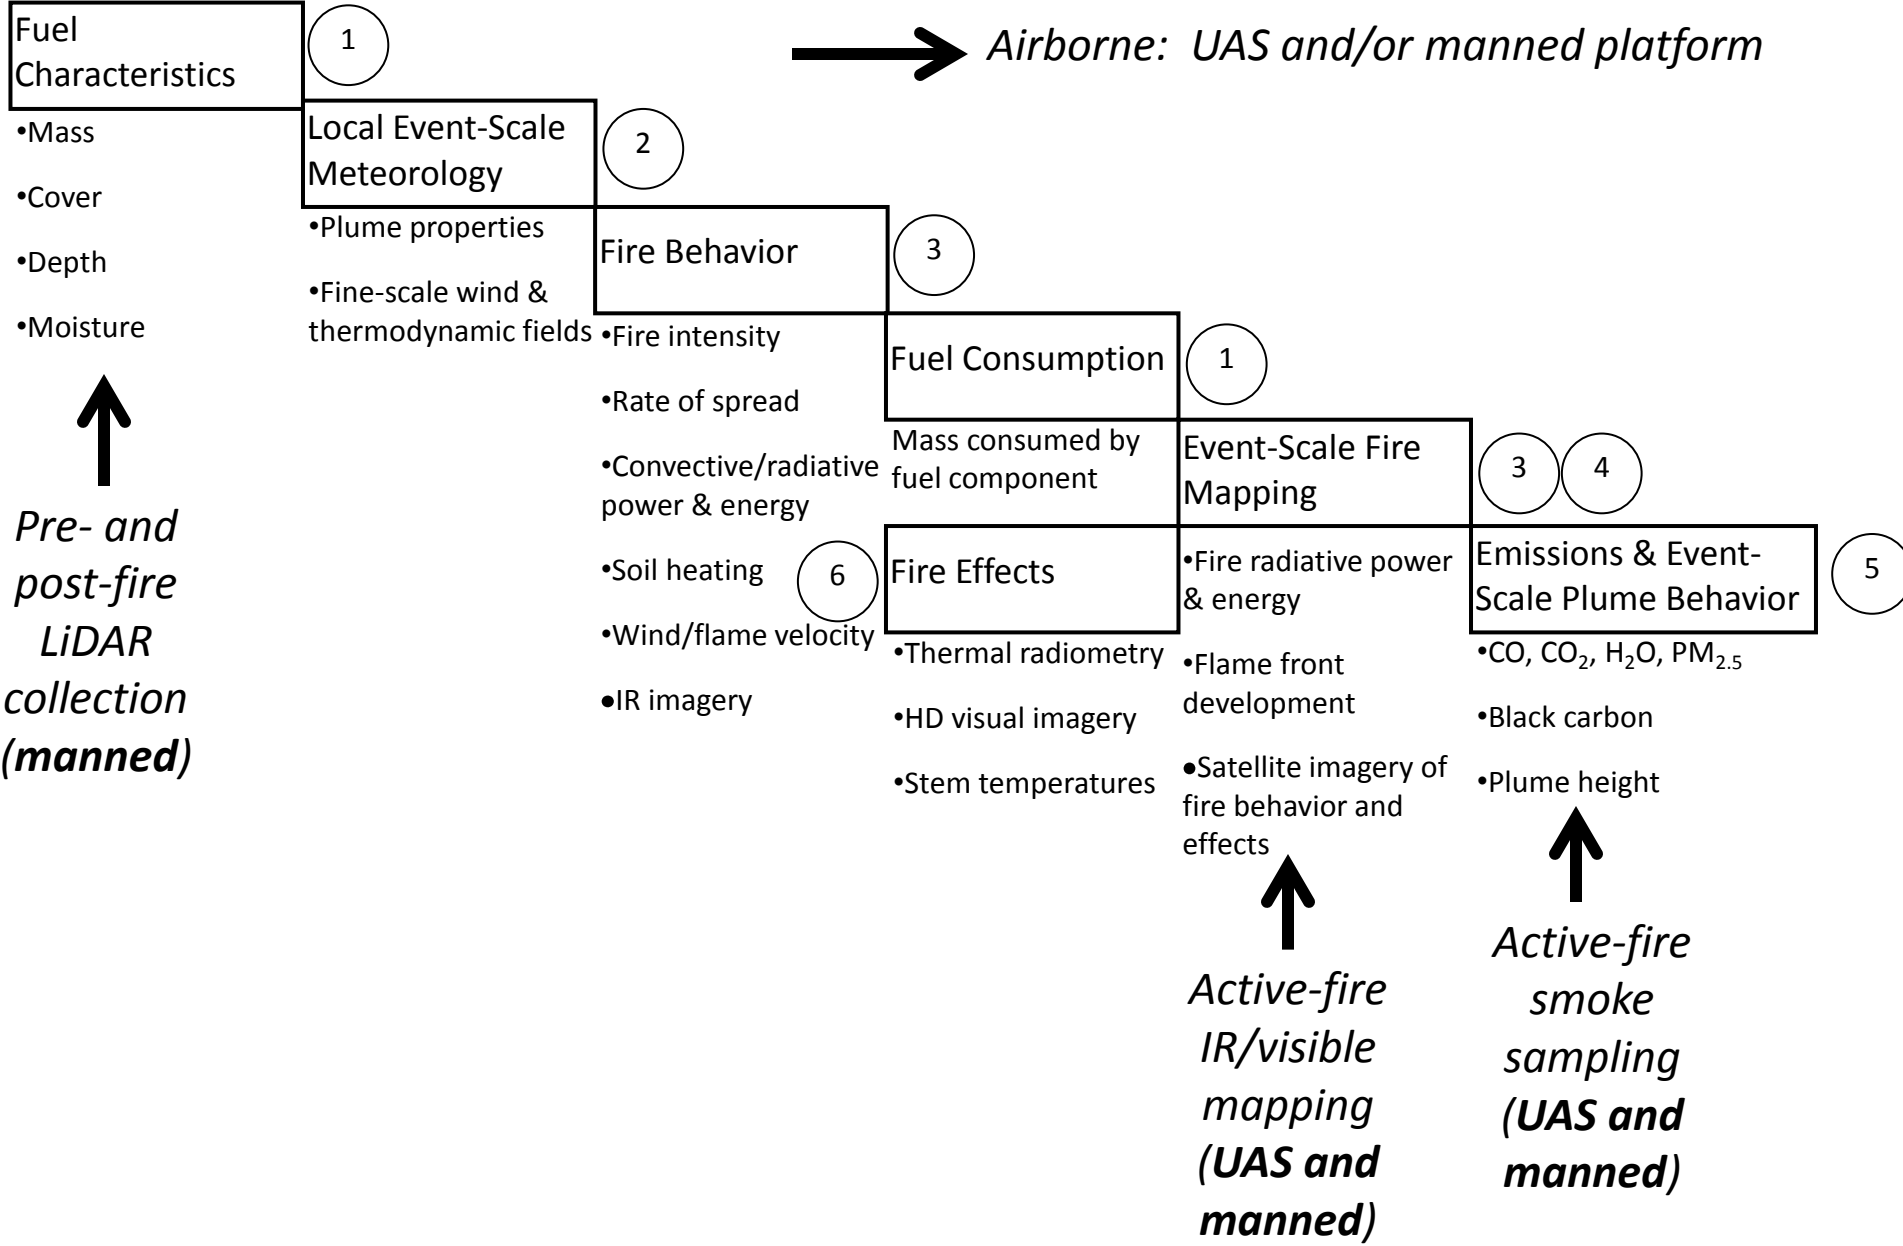 Fuel
Characteristics
1
Airborne:  UAS and/or manned platform
•Mass
•Cover
•Depth
•Moisture
Pre- and
post-fire
LiDAR
collection
(manned)
Local Event-Scale
Meteorology
2
•Plume properties
•Fine-scale wind &
thermodynamic fields
Fire Behavior
3
•Fire intensity
•Rate of spread
•Convective/radiative
power & energy
•Soil heating
•Wind/flame velocity
•IR imagery
Fuel Consumption
1
Mass consumed by
fuel component
6
Fire Effects
•Thermal radiometry
•HD visual imagery
•Stem temperatures
Event-Scale Fire
Mapping
3
4
•Fire radiative power
& energy
•Flame front
development
•Satellite imagery of
fire behavior and
effects
Active-fire
IR/visible
mapping
(UAS and
manned)
Emissions & Event-
Scale Plume Behavior
5
•CO, CO₂, H₂O, PM₂.₅
•Black carbon
•Plume height
Active-fire
smoke
sampling
(UAS and
manned)